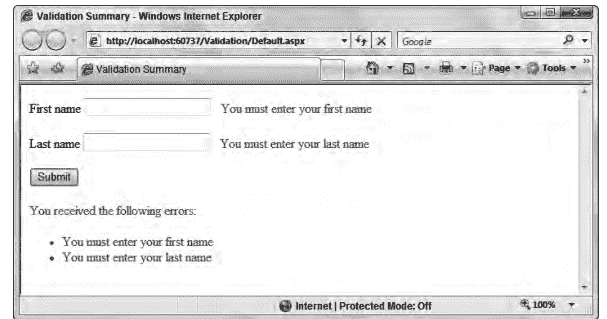 Validation Summary - Windows Internet Explorer
http://localhost:60737/Validation/Default.aspx
Google
Validation Summary
Page
Tools
First name
You must enter your first name
Last name
You must enter your last name
Submit
You received the following errors:
• You must enter your first name
• You must enter your last name
Internet | Protected Mode: Off
100%